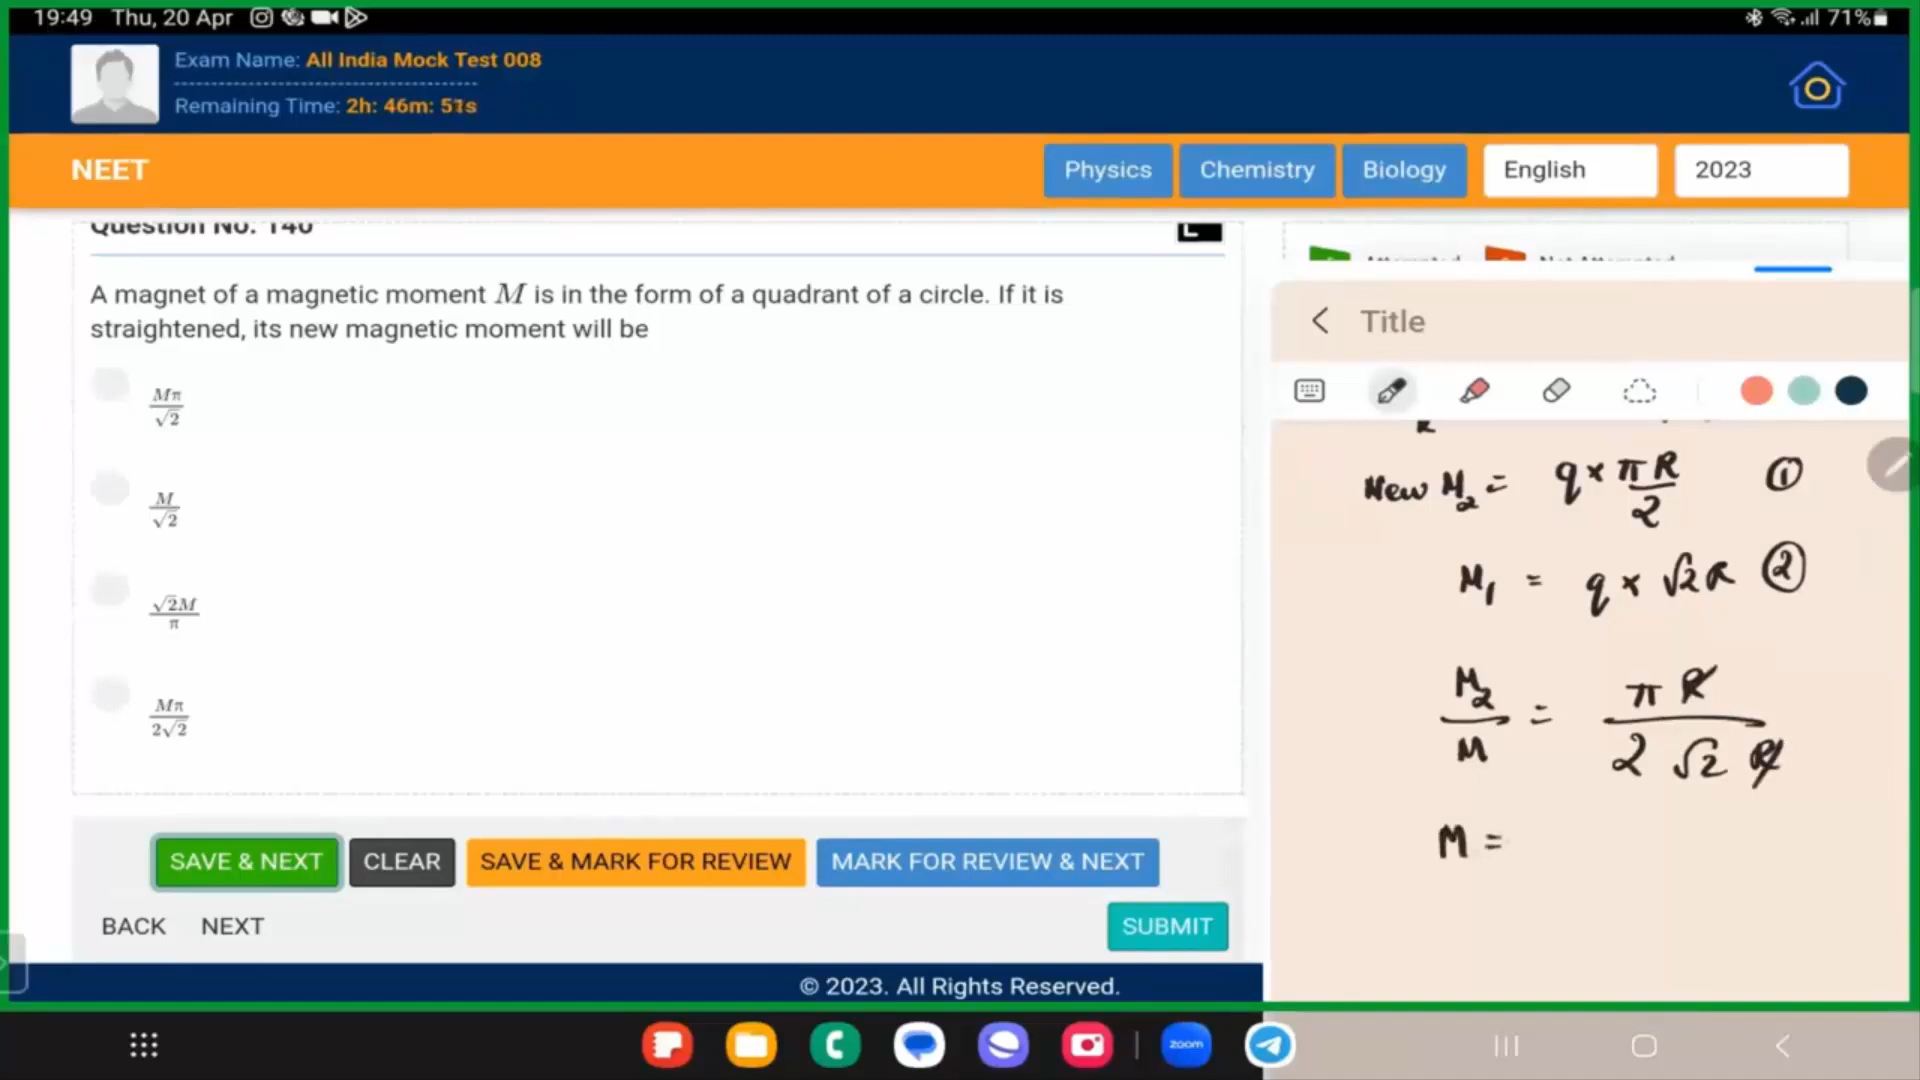 19:49 Thu, 20 Apr 71%
Exam Name: All India Mock Test 008
Remaining Time: 2h: 46m: 51s
NEET Physics Chemistry Biology English 2023
Question No. 140
A magnet of a magnetic moment M is in the form of a quadrant of a circle. If it is
straightened, its new magnetic moment will be
Mπ/√2
M/√2
√2M/π
Mπ/2√2
SAVE & NEXT CLEAR SAVE & MARK FOR REVIEW MARK FOR REVIEW & NEXT
BACK NEXT SUBMIT
© 2023. All Rights Reserved.
Title
New M₂ = q × πR/2 ①
M₁ = q × √2R ②
M₂/M = πR/2√2R
M =
zoom